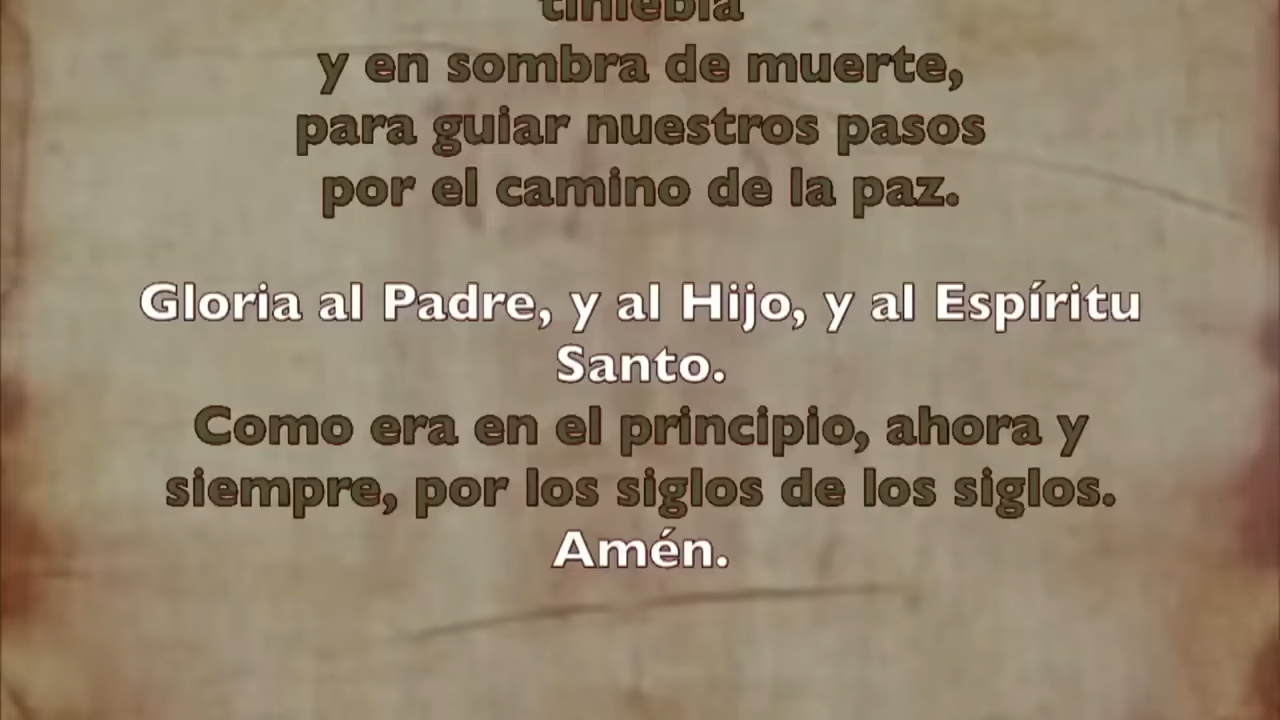 tiniebla
y en sombra de muerte,
para guiar nuestros pasos
por el camino de la paz.
Gloria al Padre, y al Hijo, y al Espíritu
Santo.
Como era en el principio, ahora y
siempre, por los siglos de los siglos.
Amén.